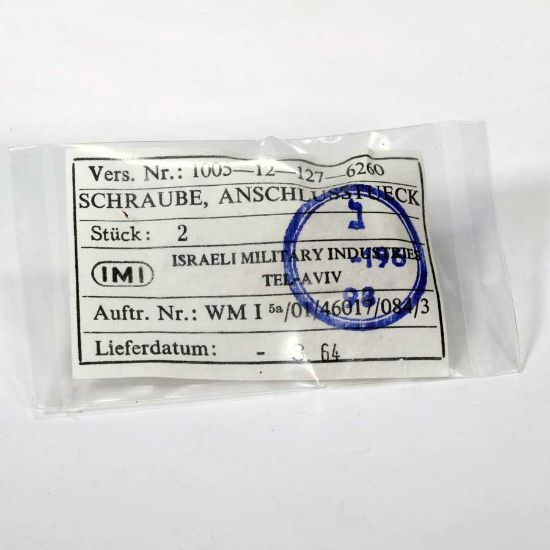 Vers. Nr.: 1005—12—127—6260
SCHRAUBE, ANSCHLUSSTUECK
Stück: 2
IMI
ISRAELI MILITARY INDUSTRIES
TEL-AVIV
Auftr. Nr.: WM I 5a/01/46017/084/3
Lieferdatum: - 64
-196